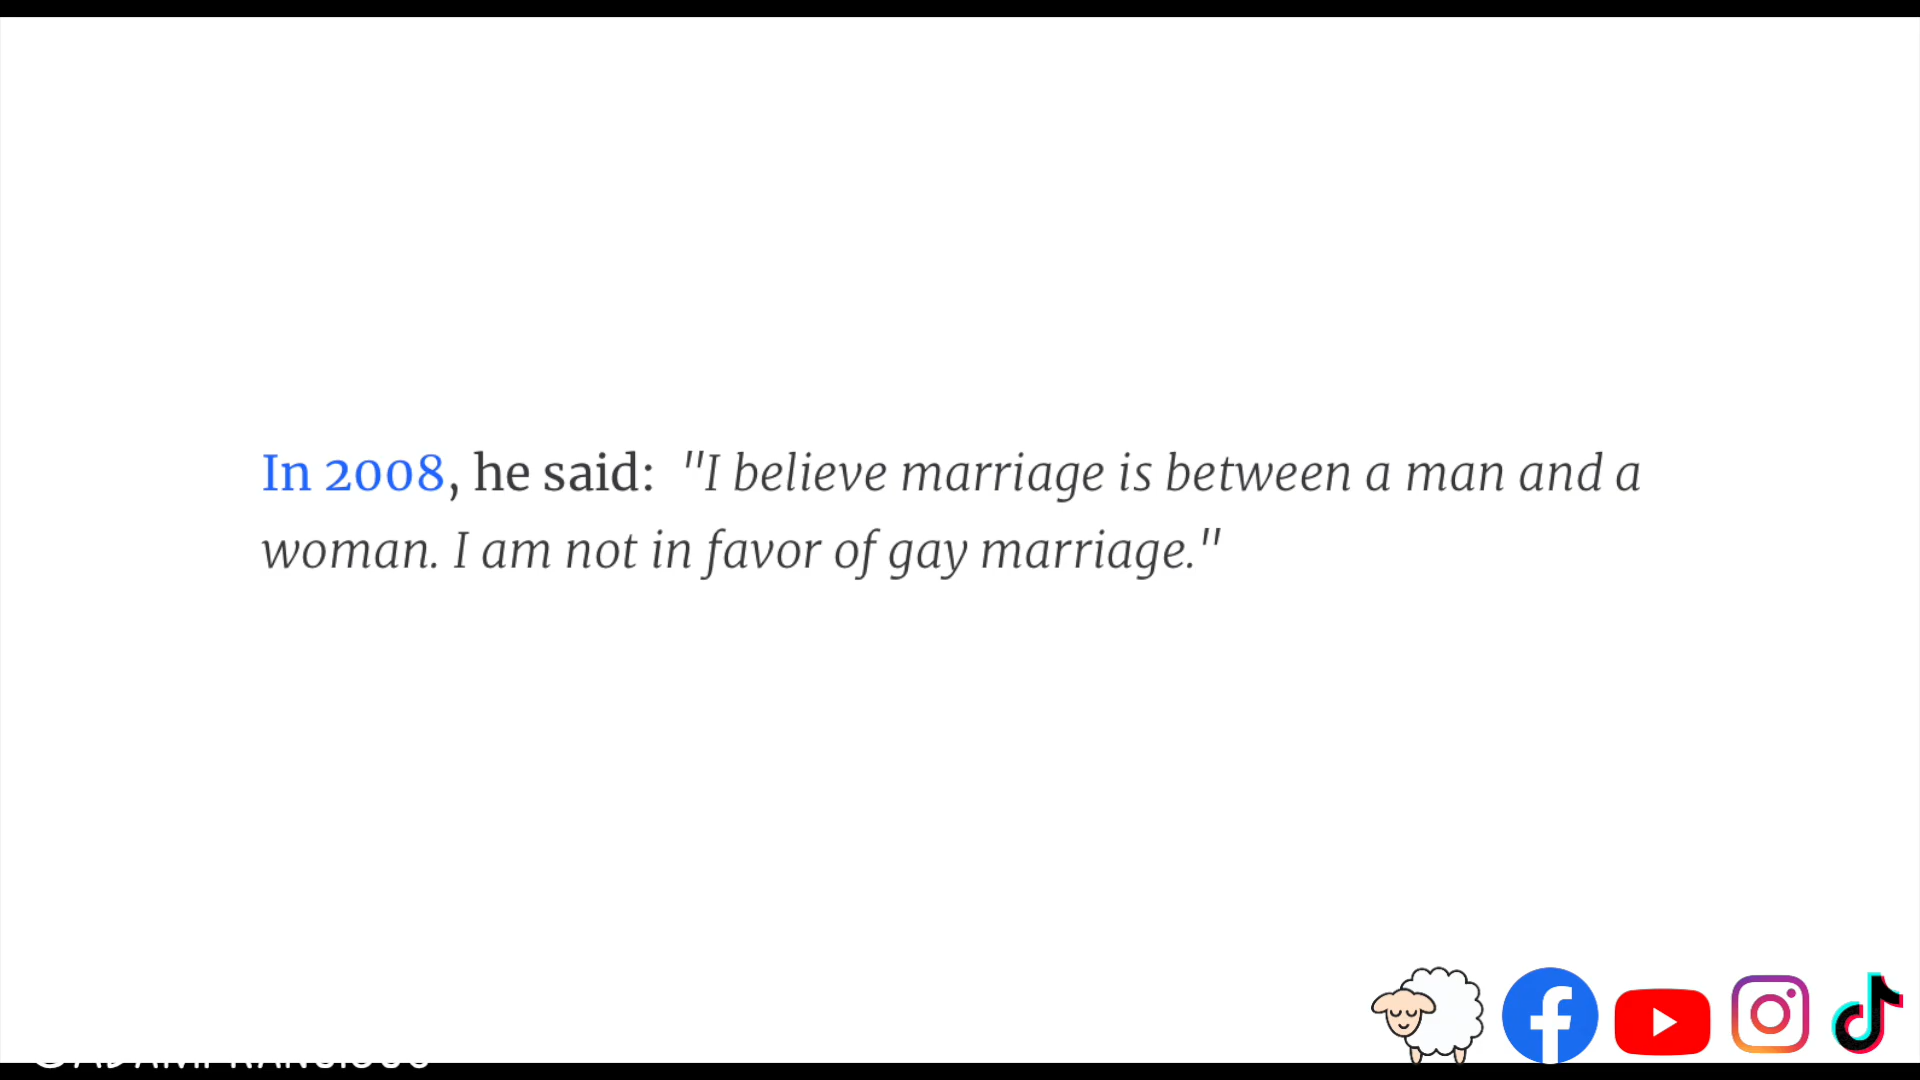 In 2008, he said: "I believe marriage is between a man and a
woman. I am not in favor of gay marriage."